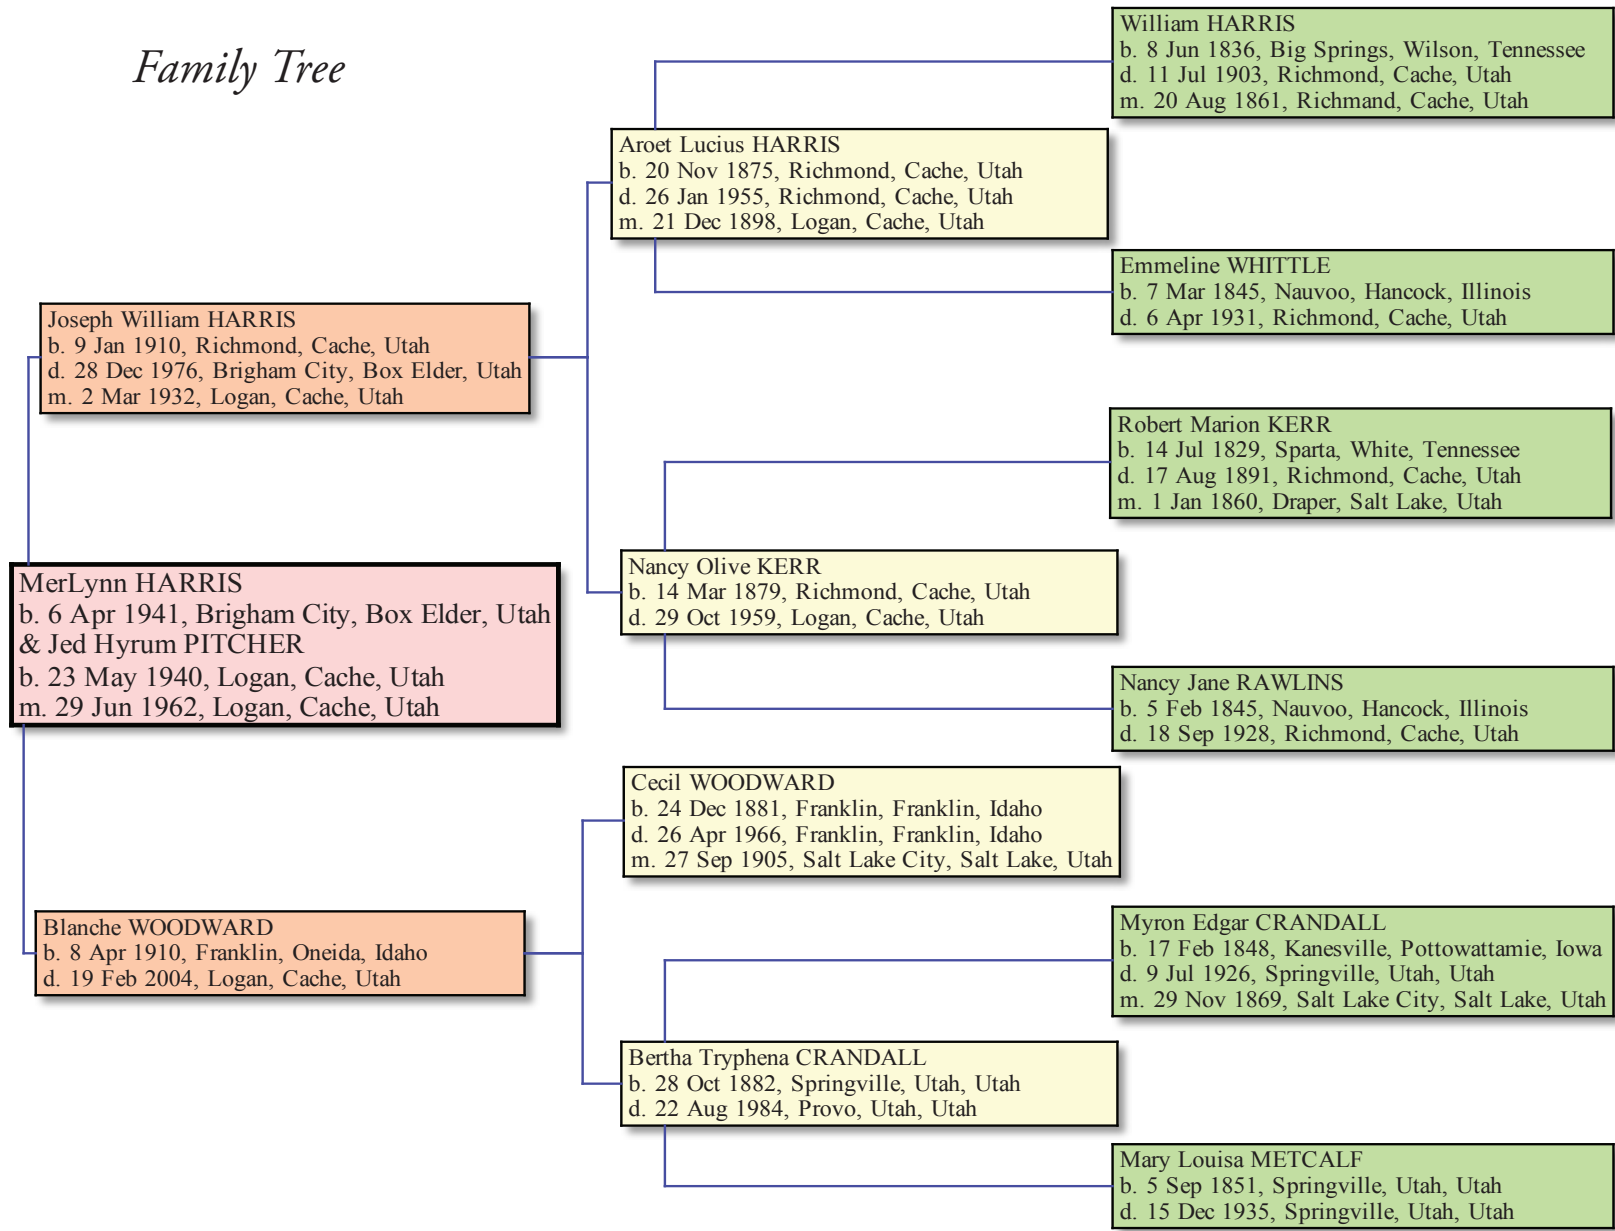 Family Tree
William HARRIS
b. 8 Jun 1836, Big Springs, Wilson, Tennessee
d. 11 Jul 1903, Richmond, Cache, Utah
m. 20 Aug 1861, Richmand, Cache, Utah
Aroet Lucius HARRIS
b. 20 Nov 1875, Richmond, Cache, Utah
d. 26 Jan 1955, Richmond, Cache, Utah
m. 21 Dec 1898, Logan, Cache, Utah
Emmeline WHITTLE
b. 7 Mar 1845, Nauvoo, Hancock, Illinois
d. 6 Apr 1931, Richmond, Cache, Utah
Joseph William HARRIS
b. 9 Jan 1910, Richmond, Cache, Utah
d. 28 Dec 1976, Brigham City, Box Elder, Utah
m. 2 Mar 1932, Logan, Cache, Utah
Robert Marion KERR
b. 14 Jul 1829, Sparta, White, Tennessee
d. 17 Aug 1891, Richmond, Cache, Utah
m. 1 Jan 1860, Draper, Salt Lake, Utah
Nancy Olive KERR
b. 14 Mar 1879, Richmond, Cache, Utah
d. 29 Oct 1959, Logan, Cache, Utah
MerLynn HARRIS
b. 6 Apr 1941, Brigham City, Box Elder, Utah
& Jed Hyrum PITCHER
b. 23 May 1940, Logan, Cache, Utah
m. 29 Jun 1962, Logan, Cache, Utah
Nancy Jane RAWLINS
b. 5 Feb 1845, Nauvoo, Hancock, Illinois
d. 18 Sep 1928, Richmond, Cache, Utah
Cecil WOODWARD
b. 24 Dec 1881, Franklin, Franklin, Idaho
d. 26 Apr 1966, Franklin, Franklin, Idaho
m. 27 Sep 1905, Salt Lake City, Salt Lake, Utah
Blanche WOODWARD
b. 8 Apr 1910, Franklin, Oneida, Idaho
d. 19 Feb 2004, Logan, Cache, Utah
Myron Edgar CRANDALL
b. 17 Feb 1848, Kanesville, Pottowattamie, Iowa
d. 9 Jul 1926, Springville, Utah, Utah
m. 29 Nov 1869, Salt Lake City, Salt Lake, Utah
Bertha Tryphena CRANDALL
b. 28 Oct 1882, Springville, Utah, Utah
d. 22 Aug 1984, Provo, Utah, Utah
Mary Louisa METCALF
b. 5 Sep 1851, Springville, Utah, Utah
d. 15 Dec 1935, Springville, Utah, Utah